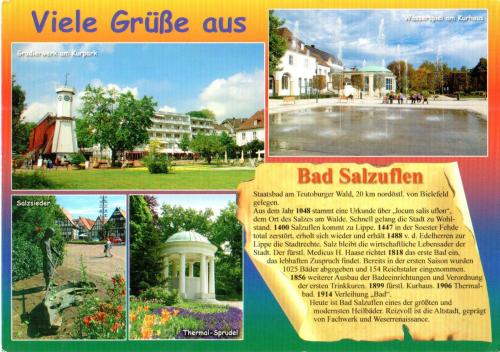 Viele Grüße aus
Gradierwerk am Kurpark
Wasserspiel am Kurhaus
Salzsieder
Thermal-Sprudel
Bad Salzuflen
Staatsbad am Teutoburger Wald, 20 km nordöstl. von Bielefeld
gelegen.
Aus dem Jahr 1048 stammt eine Urkunde über „locum salis uflon“,
dem Ort des Salzes am Walde. Schnell gelang die Stadt zu Wohl-
stand. 1400 Salzuflen kommt zu Lippe. 1447 in der Soester Fehde
total zerstört, erholt sich wieder und erhält 1488 v. d. Edelherren zur
Lippe die Stadtrechte. Salz bleibt die wirtschaftliche Lebensader der
Stadt. Der fürstl. Medicus H. Haase richtet 1818 das erste Bad ein,
das lebhaften Zuspruch findet. Bereits in der ersten Saison wurden
1025 Bäder abgegeben und 154 Reichstaler eingenommen.
1856 weiterer Ausbau der Badeeinrichtungen und Verordnung
der ersten Trinkkuren. 1899 fürstl. Kurhaus. 1906 Thermal-
bad. 1914 Verleihung „Bad“.
Heute ist Bad Salzuflen eines der größten und
modernsten Heilbäder. Reizvoll ist die Altstadt, geprägt
von Fachwerk und Weserrenaissance.